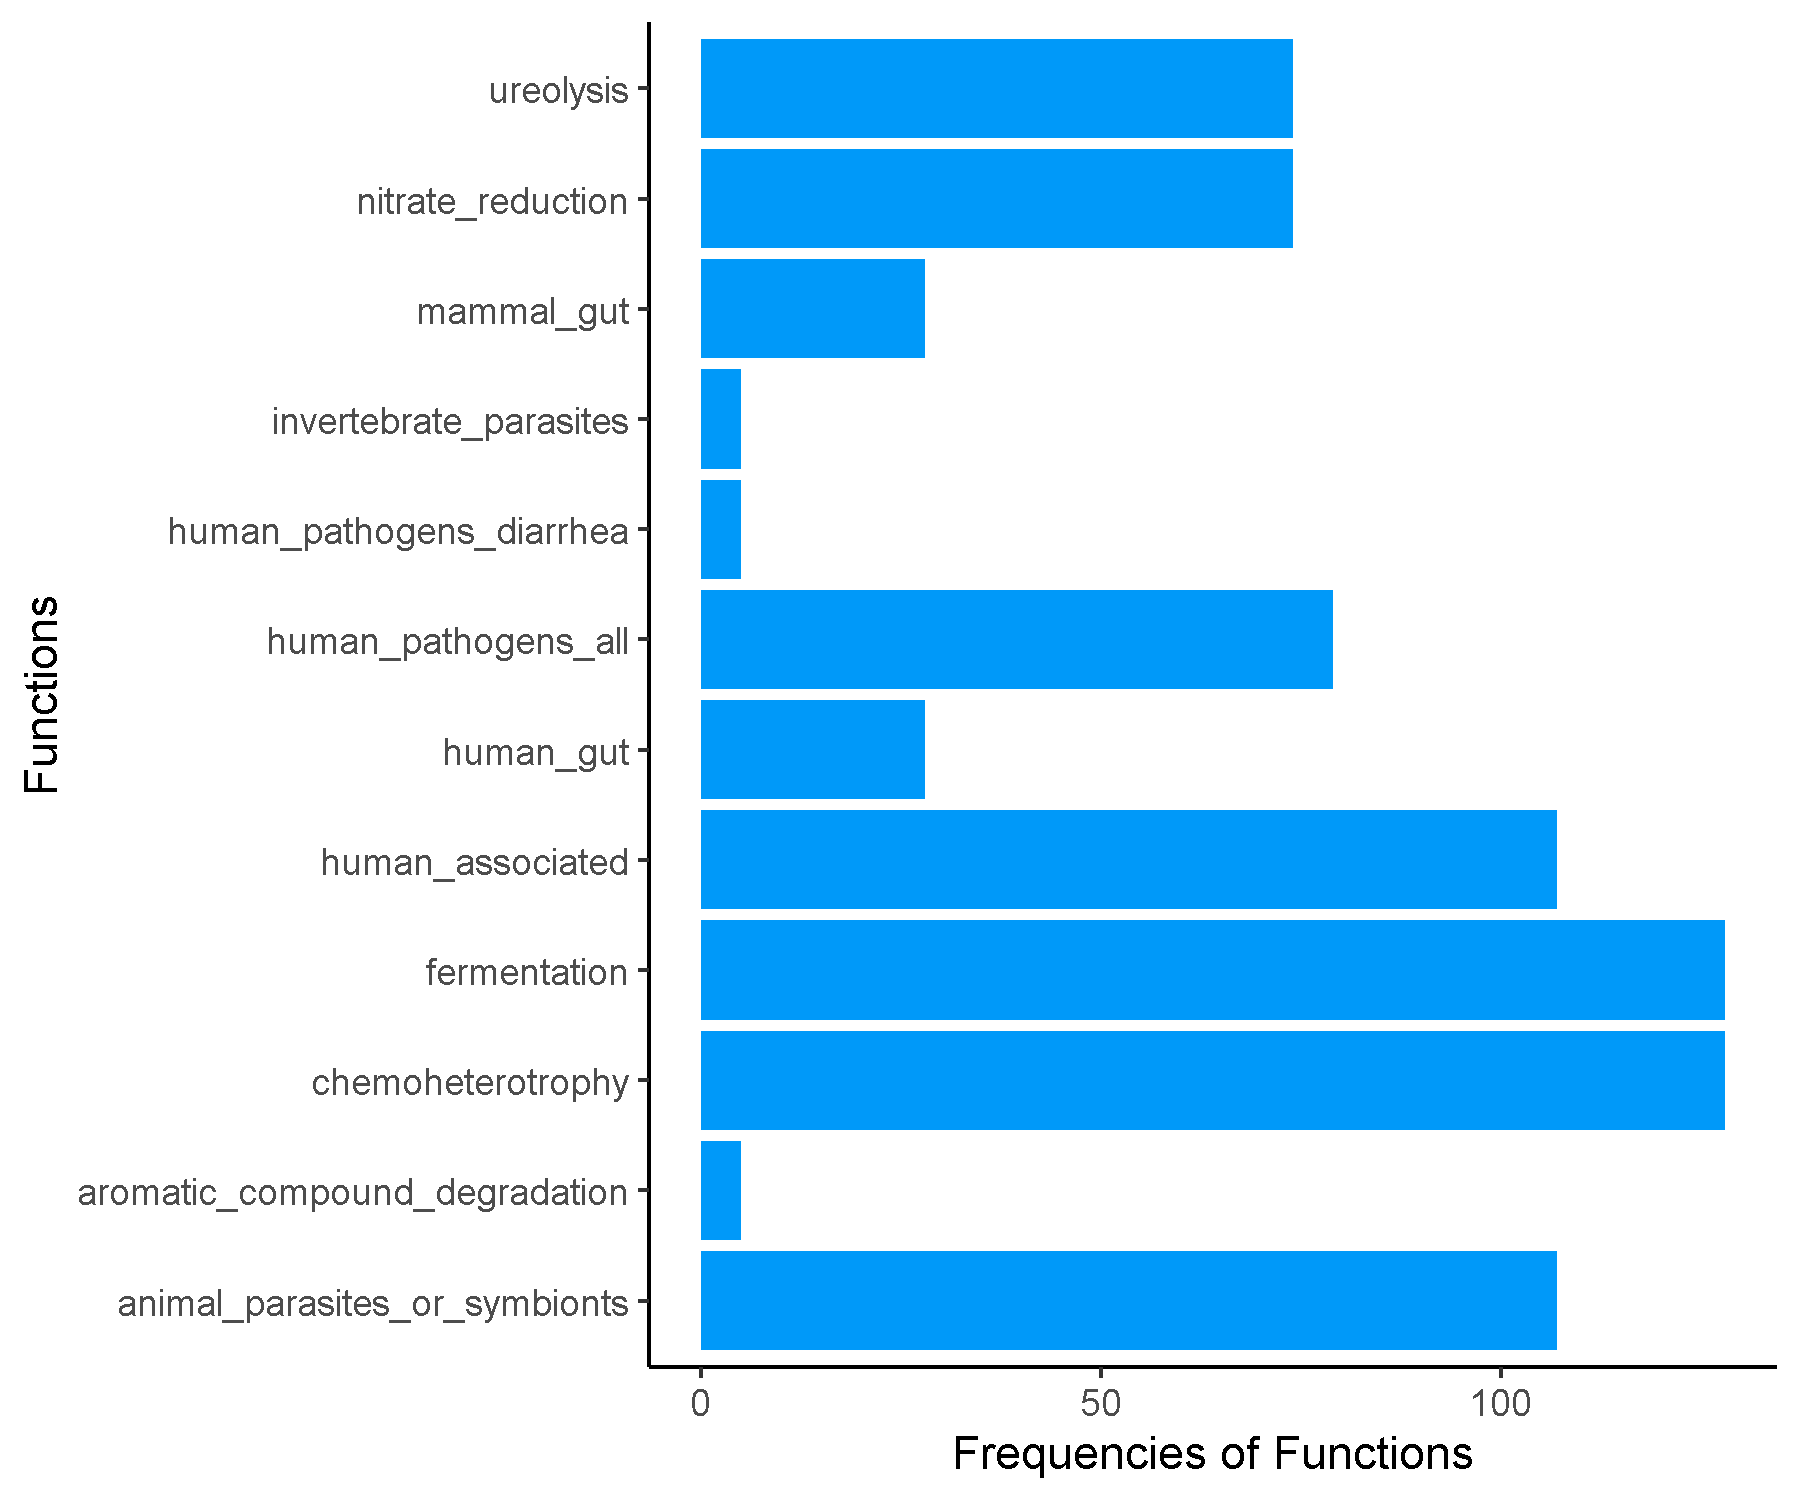 ureolysis
nitrate_reduction
mammal_gut
invertebrate_parasites
human_pathogens_diarrhea
human_pathogens_all
human_gut
human_associated
fermentation
chemoheterotrophy
aromatic_compound_degradation
animal_parasites_or_symbionts
Functions
0 50 100
Frequencies of Functions